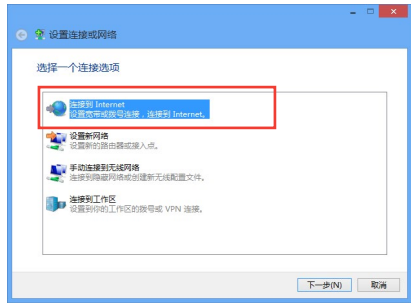 设置连接或网络
选择一个连接选项
连接到 Internet
设置宽带或拨号连接，连接到 Internet。
设置新网络
设置新的路由器或接入点。
手动连接到无线网络
连接到隐藏网络或创建新无线配置文件。
连接到工作区
设置到你的工作区的拨号或 VPN 连接。
下一步(N)
取消